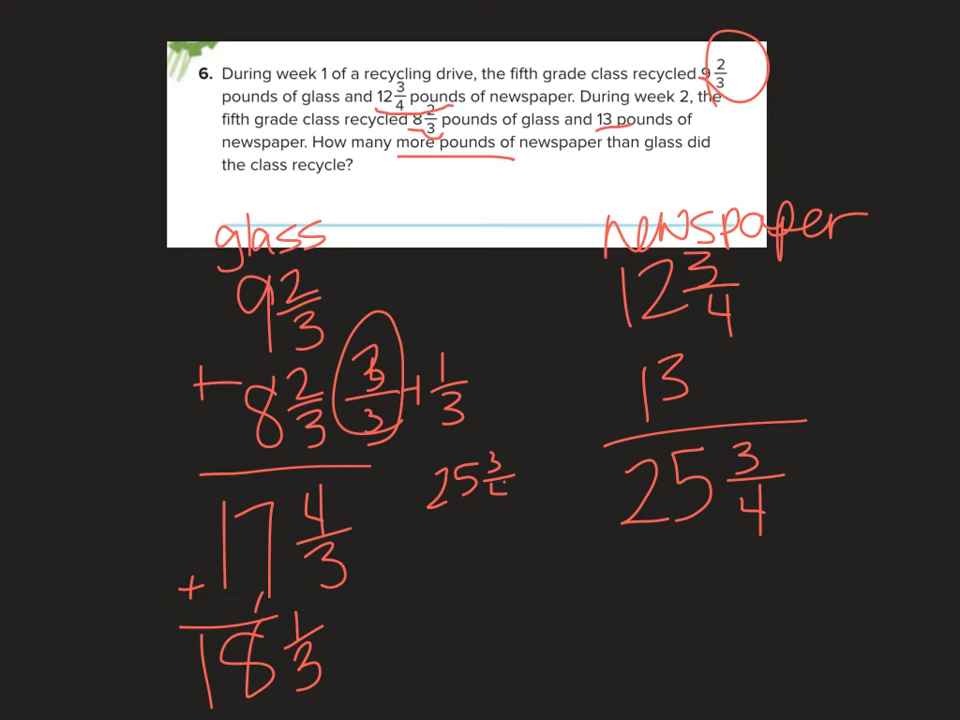 6. During week 1 of a recycling drive, the fifth grade class recycled 9 2/3
pounds of glass and 12 3/4 pounds of newspaper. During week 2, the
fifth grade class recycled 8 2/3 pounds of glass and 13 pounds of
newspaper. How many more pounds of newspaper than glass did
the class recycle?
glass
9 2/3
+ 8 2/3 3/3 + 1/3
17 4/3
+ 1
18 1/3
25 3/4
newspaper
12 3/4
13
25 3/4